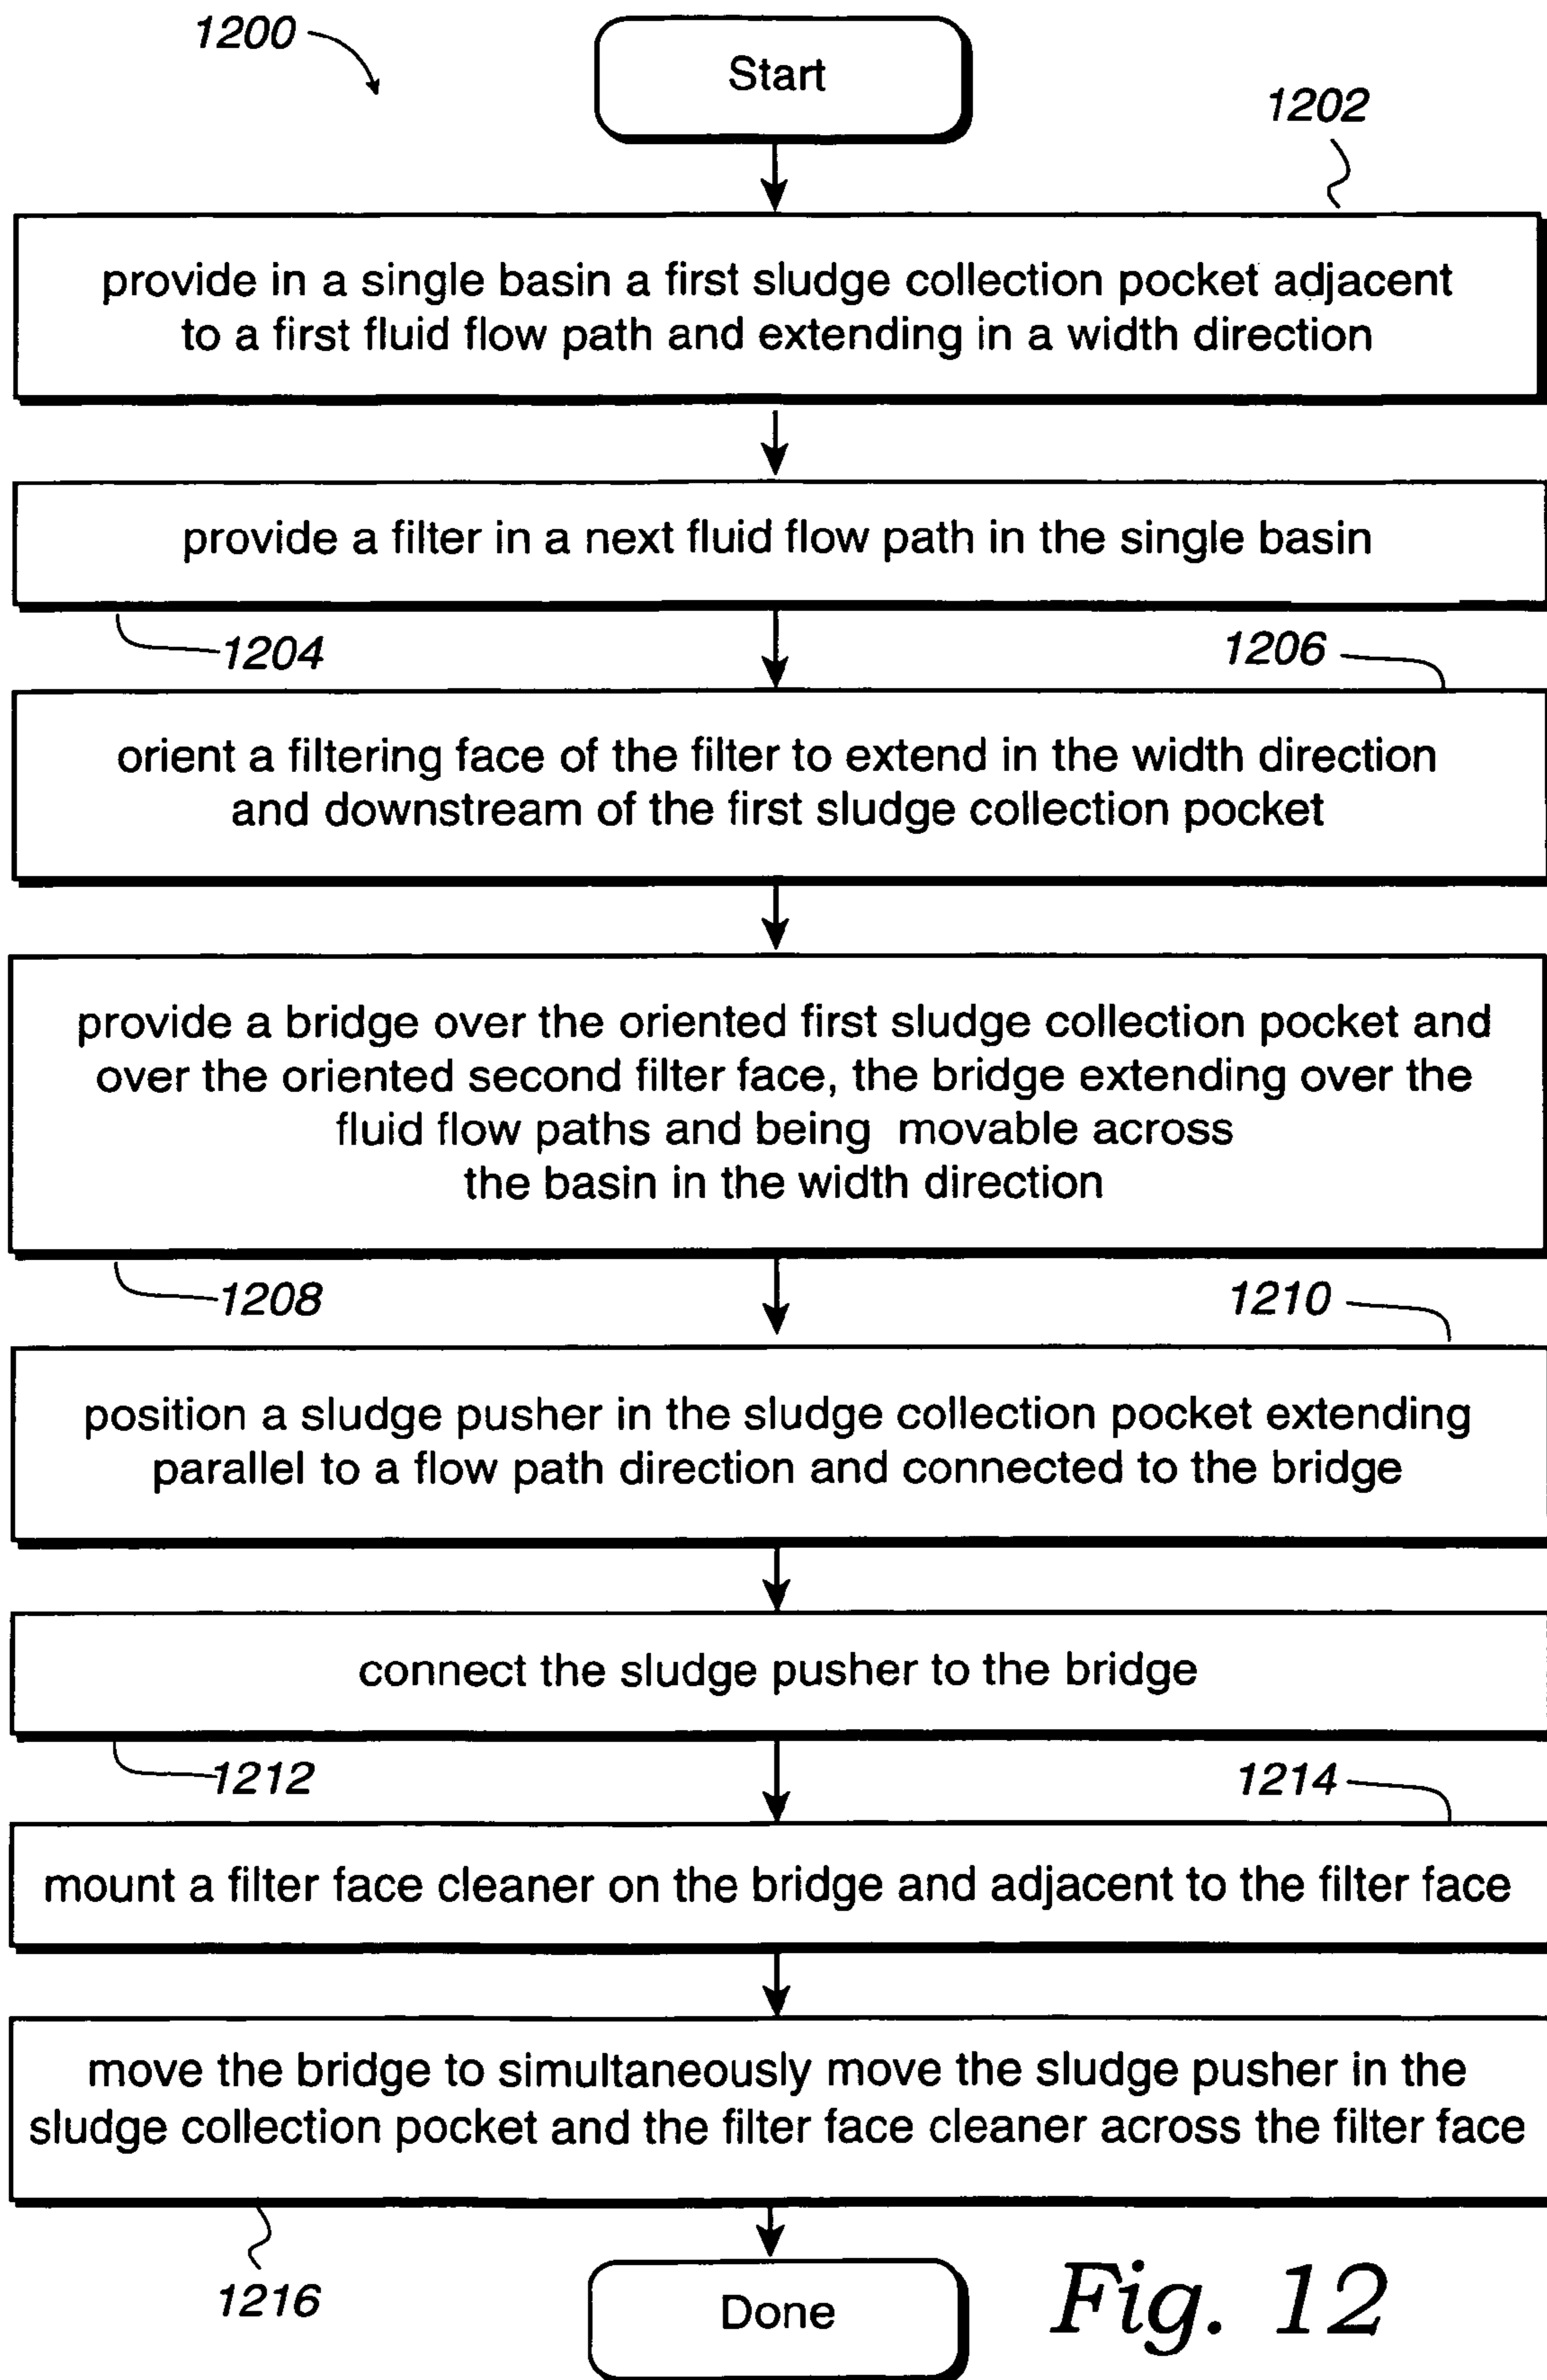 1200
Start
1202
provide in a single basin a first sludge collection pocket adjacent
to a first fluid flow path and extending in a width direction
provide a filter in a next fluid flow path in the single basin
1204
1206
orient a filtering face of the filter to extend in the width direction
and downstream of the first sludge collection pocket
provide a bridge over the oriented first sludge collection pocket and
over the oriented second filter face, the bridge extending over the
fluid flow paths and being movable across
the basin in the width direction
1208
1210
position a sludge pusher in the sludge collection pocket extending
parallel to a flow path direction and connected to the bridge
connect the sludge pusher to the bridge
1212
1214
mount a filter face cleaner on the bridge and adjacent to the filter face
move the bridge to simultaneously move the sludge pusher in the
sludge collection pocket and the filter face cleaner across the filter face
1216
Done
Fig. 12